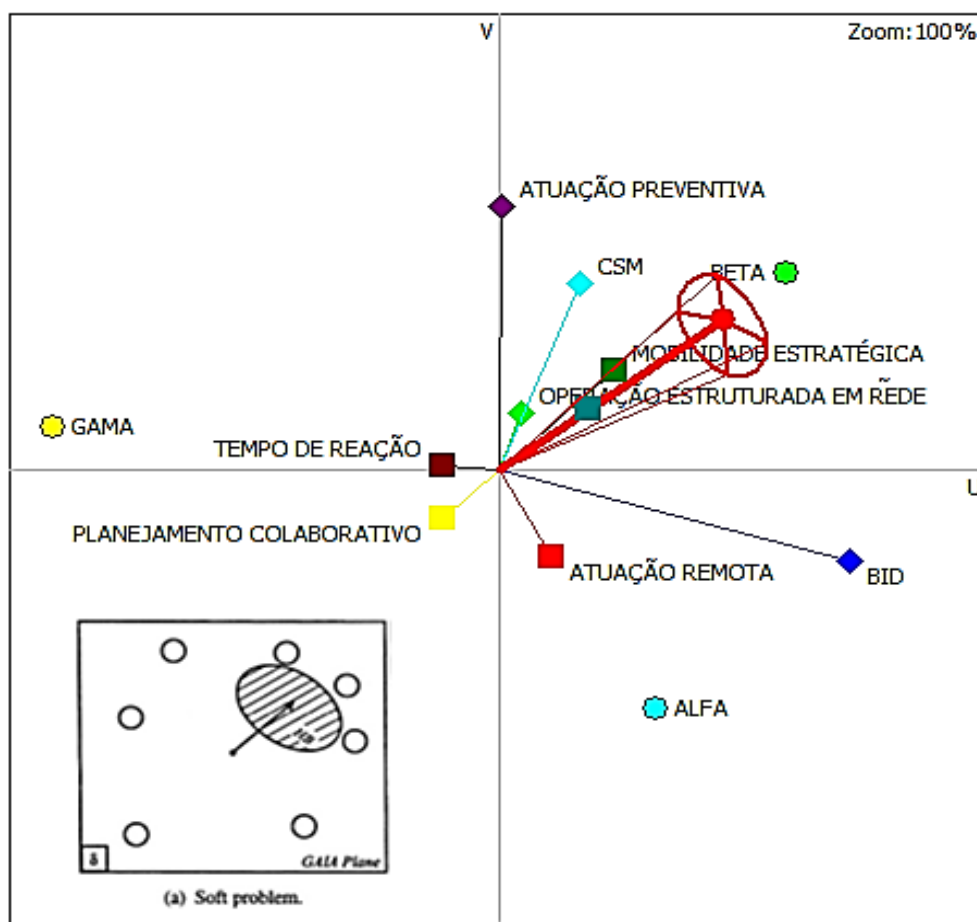 V
Zoom:100%
ATUAÇÃO PREVENTIVA
CSM
BETA
MOBILIDADE ESTRATÉGICA
OPERAÇÃO ESTRUTURADA EM REDE
GAMA
TEMPO DE REAÇÃO
U
PLANEJAMENTO COLABORATIVO
ATUAÇÃO REMOTA
BID
ALFA
δ
GAIA Plane
(a) Soft problem.